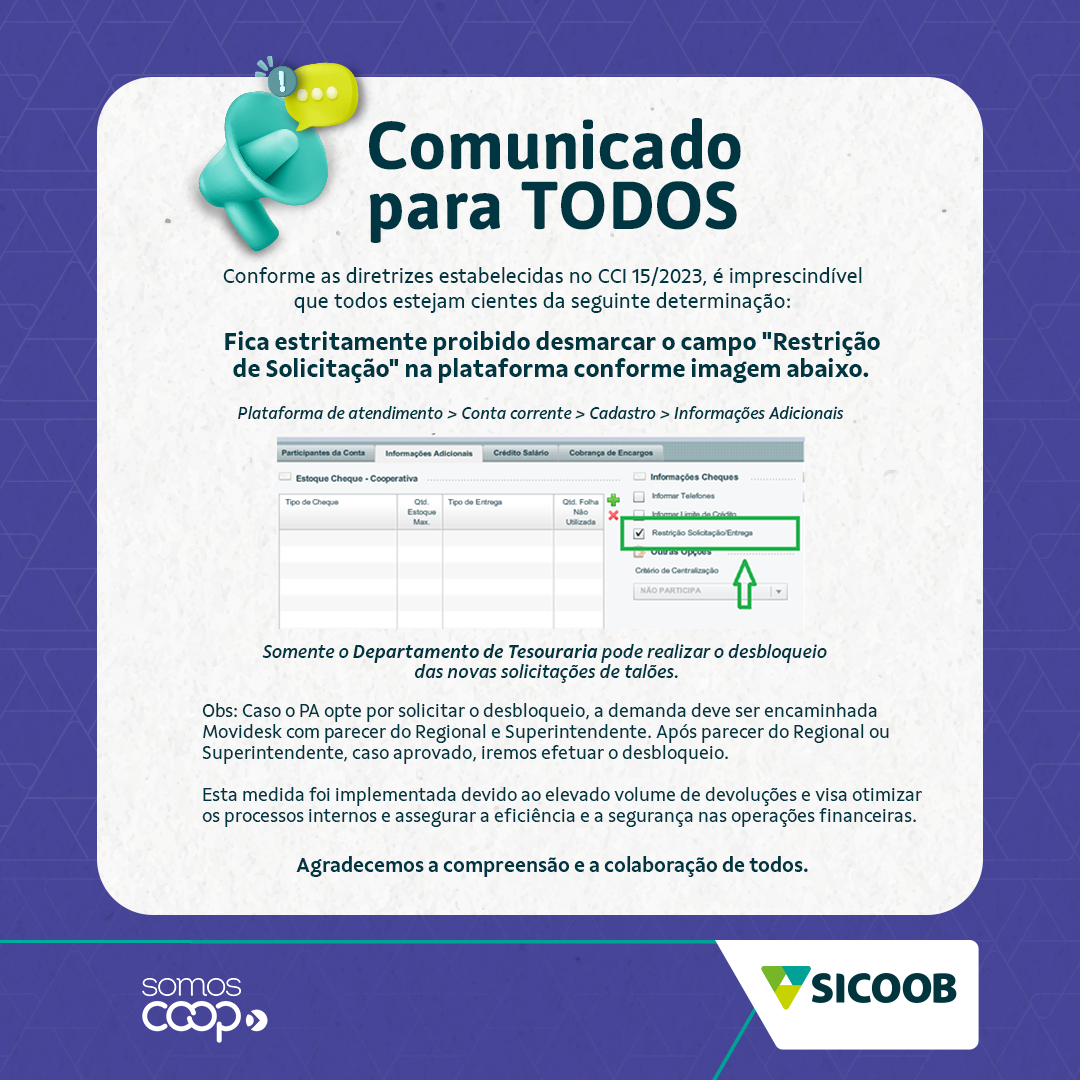 Comunicado
para TODOS
Conforme as diretrizes estabelecidas no CCI 15/2023, é imprescindível
que todos estejam cientes da seguinte determinação:
Fica estritamente proibido desmarcar o campo "Restrição
de Solicitação" na plataforma conforme imagem abaixo.
Plataforma de atendimento > Conta corrente > Cadastro > Informações Adicionais
Participantes da Conta Informações Adicionais Crédito Salário Cobrança de Encargos
Estoque Cheque - Cooperativa
Tipo de Cheque
Qtd.
Estoque
Max.
Tipo de Entrega
Qtd. Folha
Não
Utilizada
Informações Cheques
Informar Telefones
Informar Limite de Crédito
Restrição Solicitação/Entrega
Outras Opções
Critério de Centralização
NÃO PARTICIPA
Somente o Departamento de Tesouraria pode realizar o desbloqueio
das novas solicitações de talões.
Obs: Caso o PA opte por solicitar o desbloqueio, a demanda deve ser encaminhada
Movidesk com parecer do Regional e Superintendente. Após parecer do Regional ou
Superintendente, caso aprovado, iremos efetuar o desbloqueio.
Esta medida foi implementada devido ao elevado volume de devoluções e visa otimizar
os processos internos e assegurar a eficiência e a segurança nas operações financeiras.
Agradecemos a compreensão e a colaboração de todos.
somos
coop
SICOOB